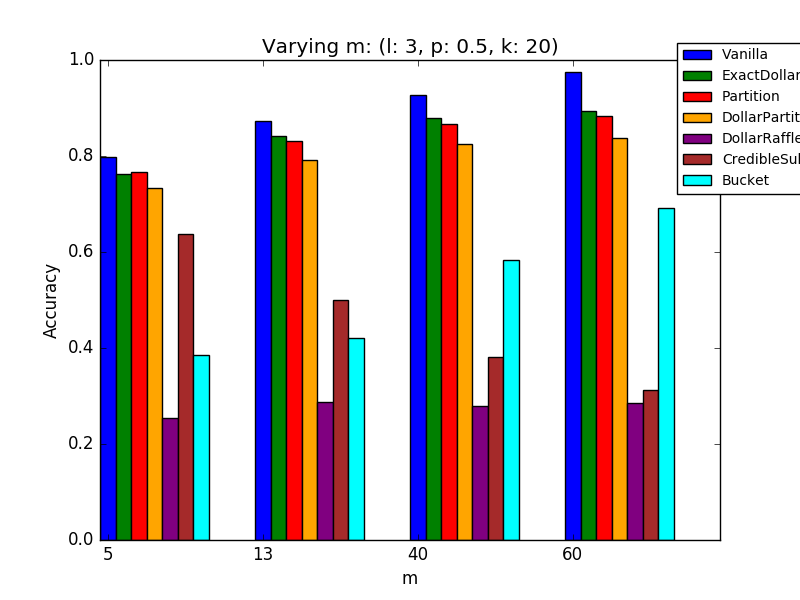 Varying m: (l: 3, p: 0.5, k: 20)
Vanilla
ExactDollar
Partition
DollarPartit
DollarRaffle
CredibleSu
Bucket
1.0
0.8
0.6
0.4
0.2
0.0
Accuracy
5 13 40 60
m